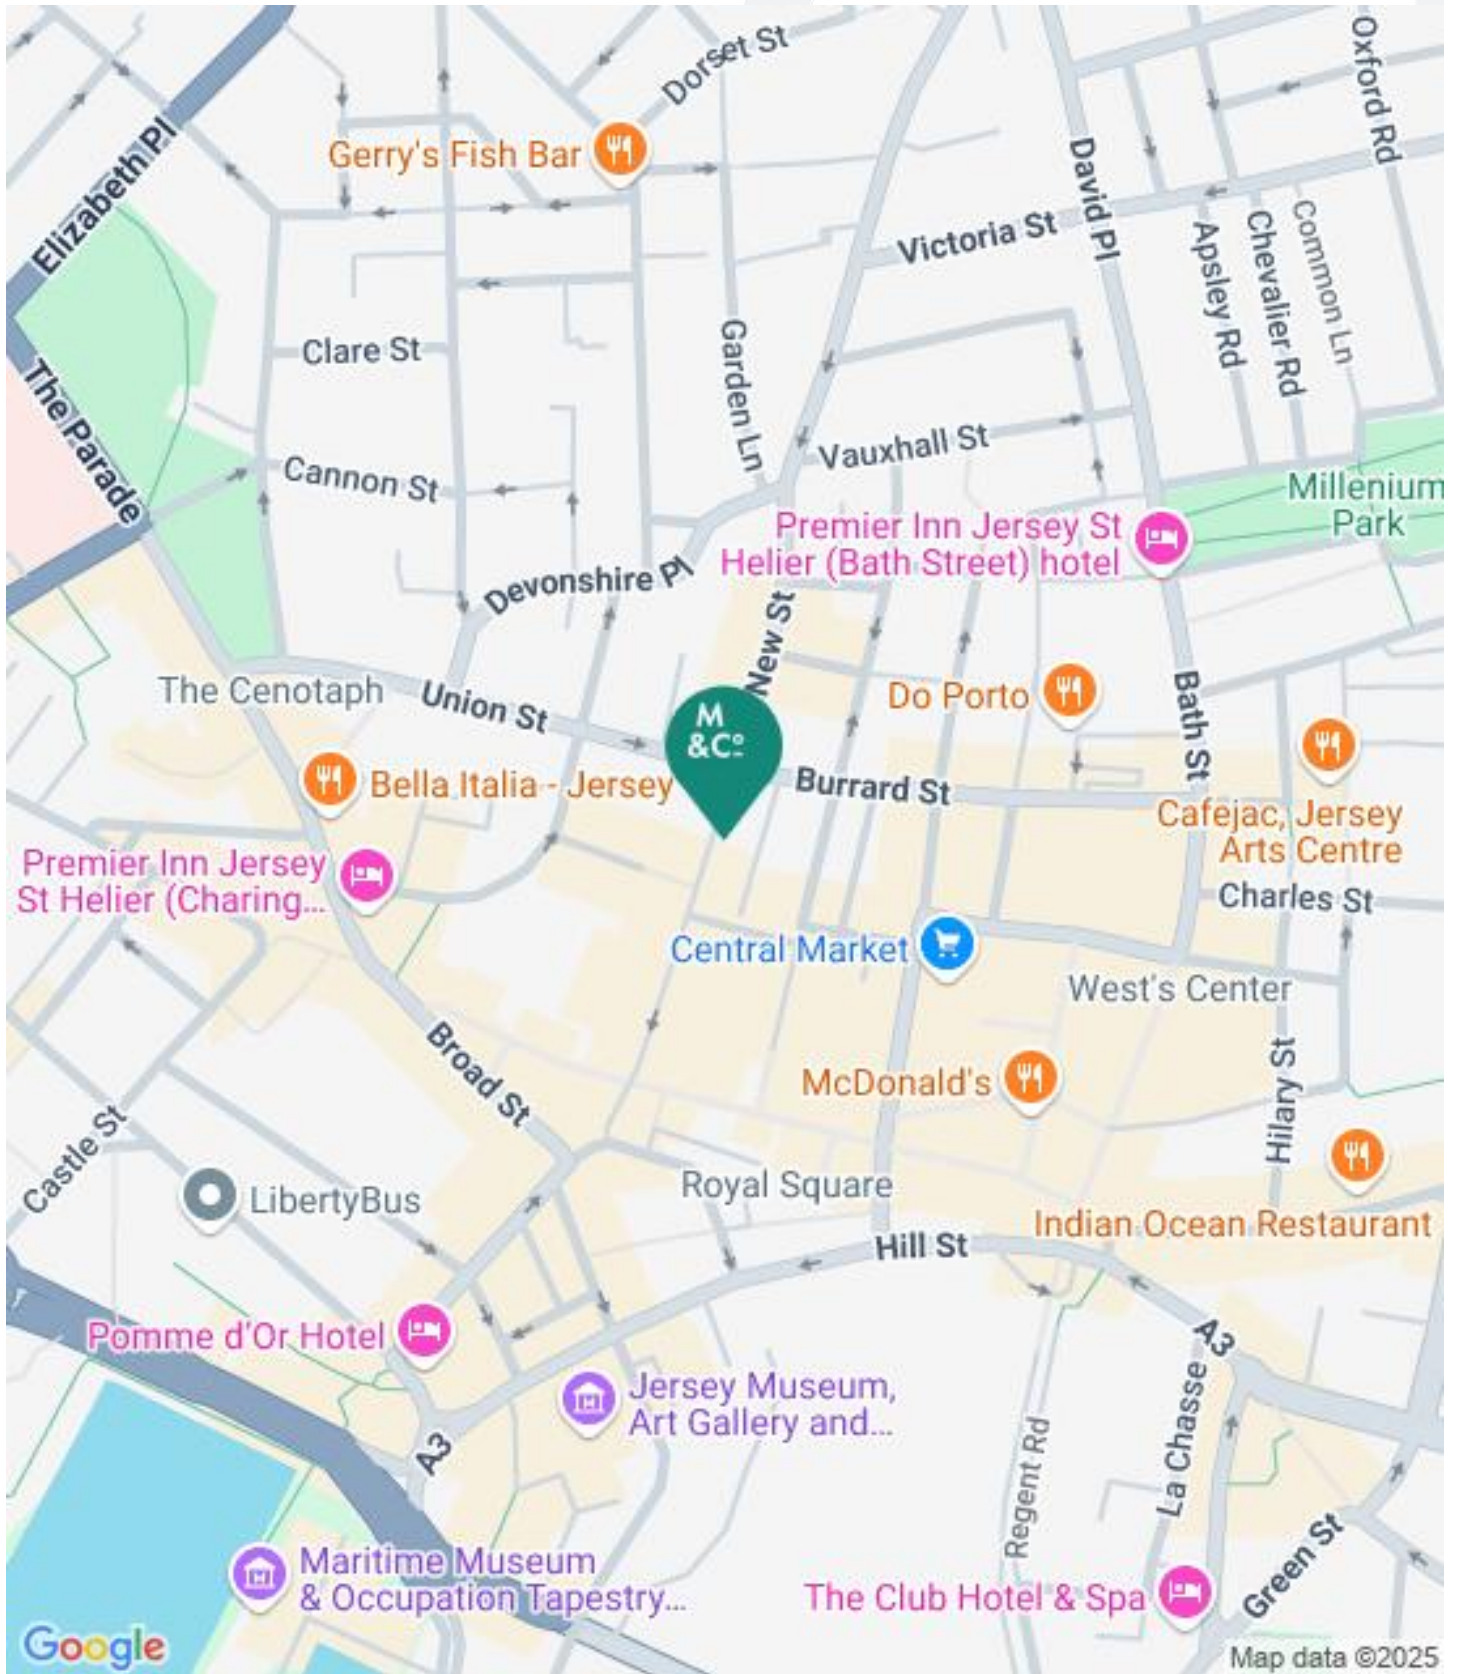 Dorset St
Oxford Rd
Gerry's Fish Bar
Elizabeth Pl
David Pl
Victoria St
Apsley Rd
Chevalier Rd
Common Ln
Clare St
Garden Ln
The Parade
Vauxhall St
Cannon St
Millenium
Park
Premier Inn Jersey St
Helier (Bath Street) hotel
Devonshire Pl
New St
The Cenotaph
Union St
Do Porto
Bath St
M
&Cº
Bella Italia - Jersey
Burrard St
Cafejac, Jersey
Arts Centre
Premier Inn Jersey
St Helier (Charing...
Charles St
Central Market
West's Center
Broad St
McDonald's
Hilary St
Castle St
LibertyBus
Royal Square
Indian Ocean Restaurant
Hill St
Pomme d'Or Hotel
A3
Jersey Museum,
Art Gallery and...
A3
La Chasse
Regent Rd
Maritime Museum
& Occupation Tapestry...
The Club Hotel & Spa
Green St
Google
Map data ©2025